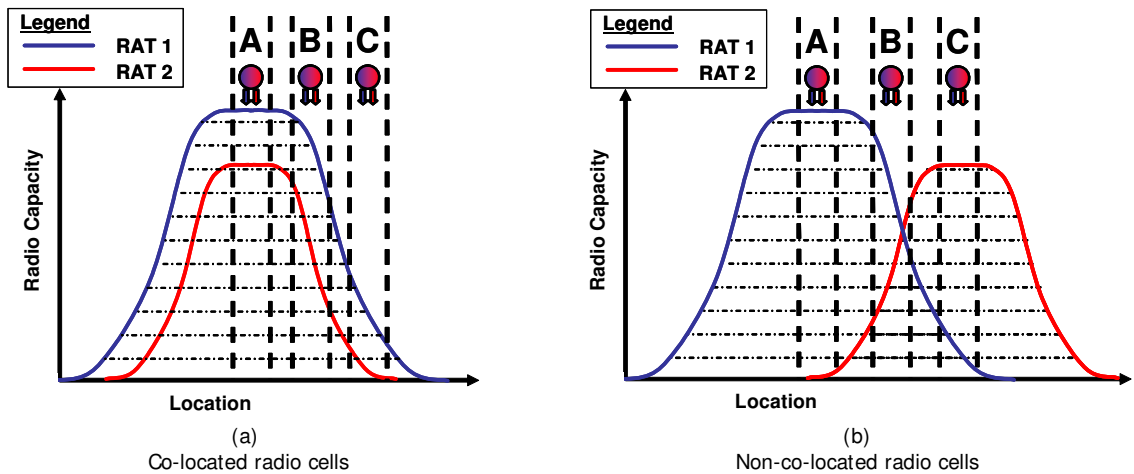 Legend
RAT 1
RAT 2
A B C
Radio Capacity
Location
(a)
Co-located radio cells
Legend
RAT 1
RAT 2
A B C
Radio Capacity
Location
(b)
Non-co-located radio cells